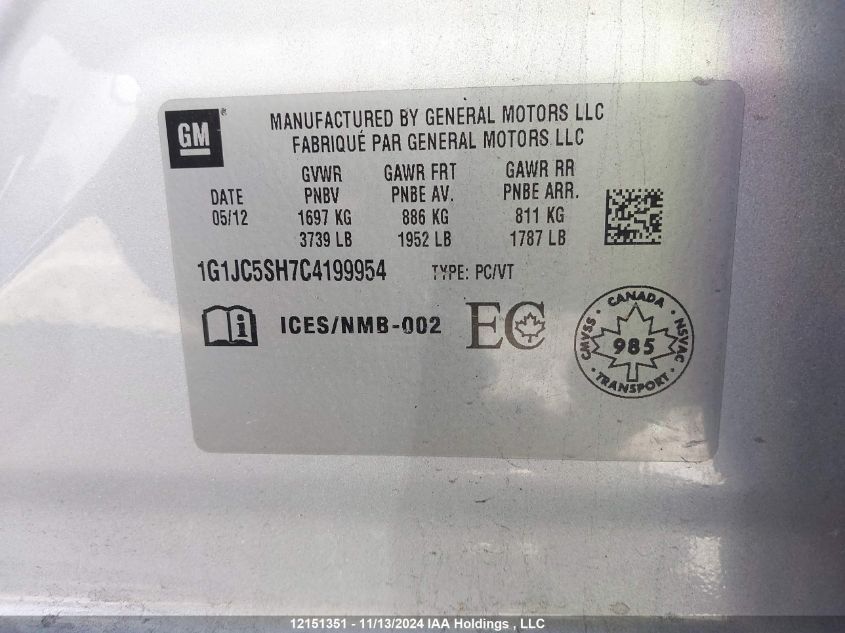 GM®
MANUFACTURED BY GENERAL MOTORS LLC
FABRIQUÉ PAR GENERAL MOTORS LLC
GVWR GAWR FRT GAWR RR
DATE PNBV PNBE AV. PNBE ARR.
05/12 1697 KG 886 KG 811 KG
3739 LB 1952 LB 1787 LB
1G1JC5SH7C4199954 TYPE: PC/VT
i ICES/NMB-002 EC
CANADA
CMVSS 985 NSVAC
TRANSPORT
12151351 - 11/13/2024 IAA Holdings , LLC